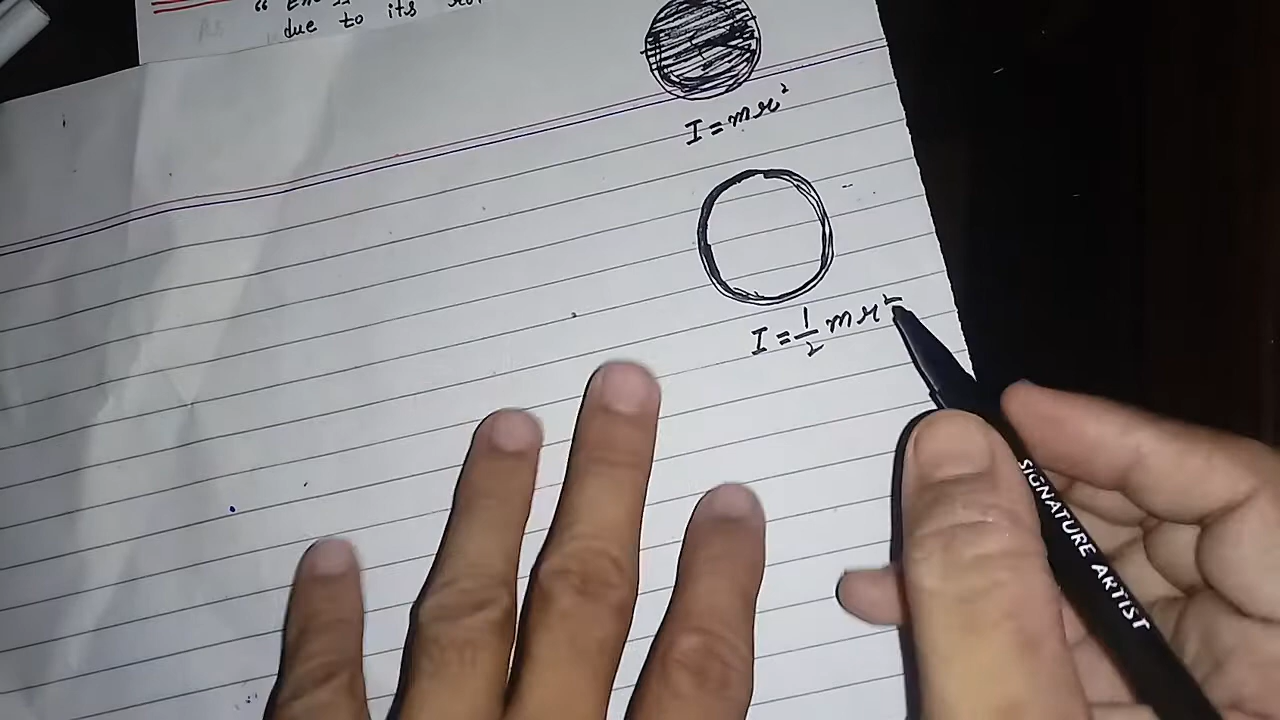 due to its
I = mr²
I = 1/2 mr²
SIGNATURE ARTIST